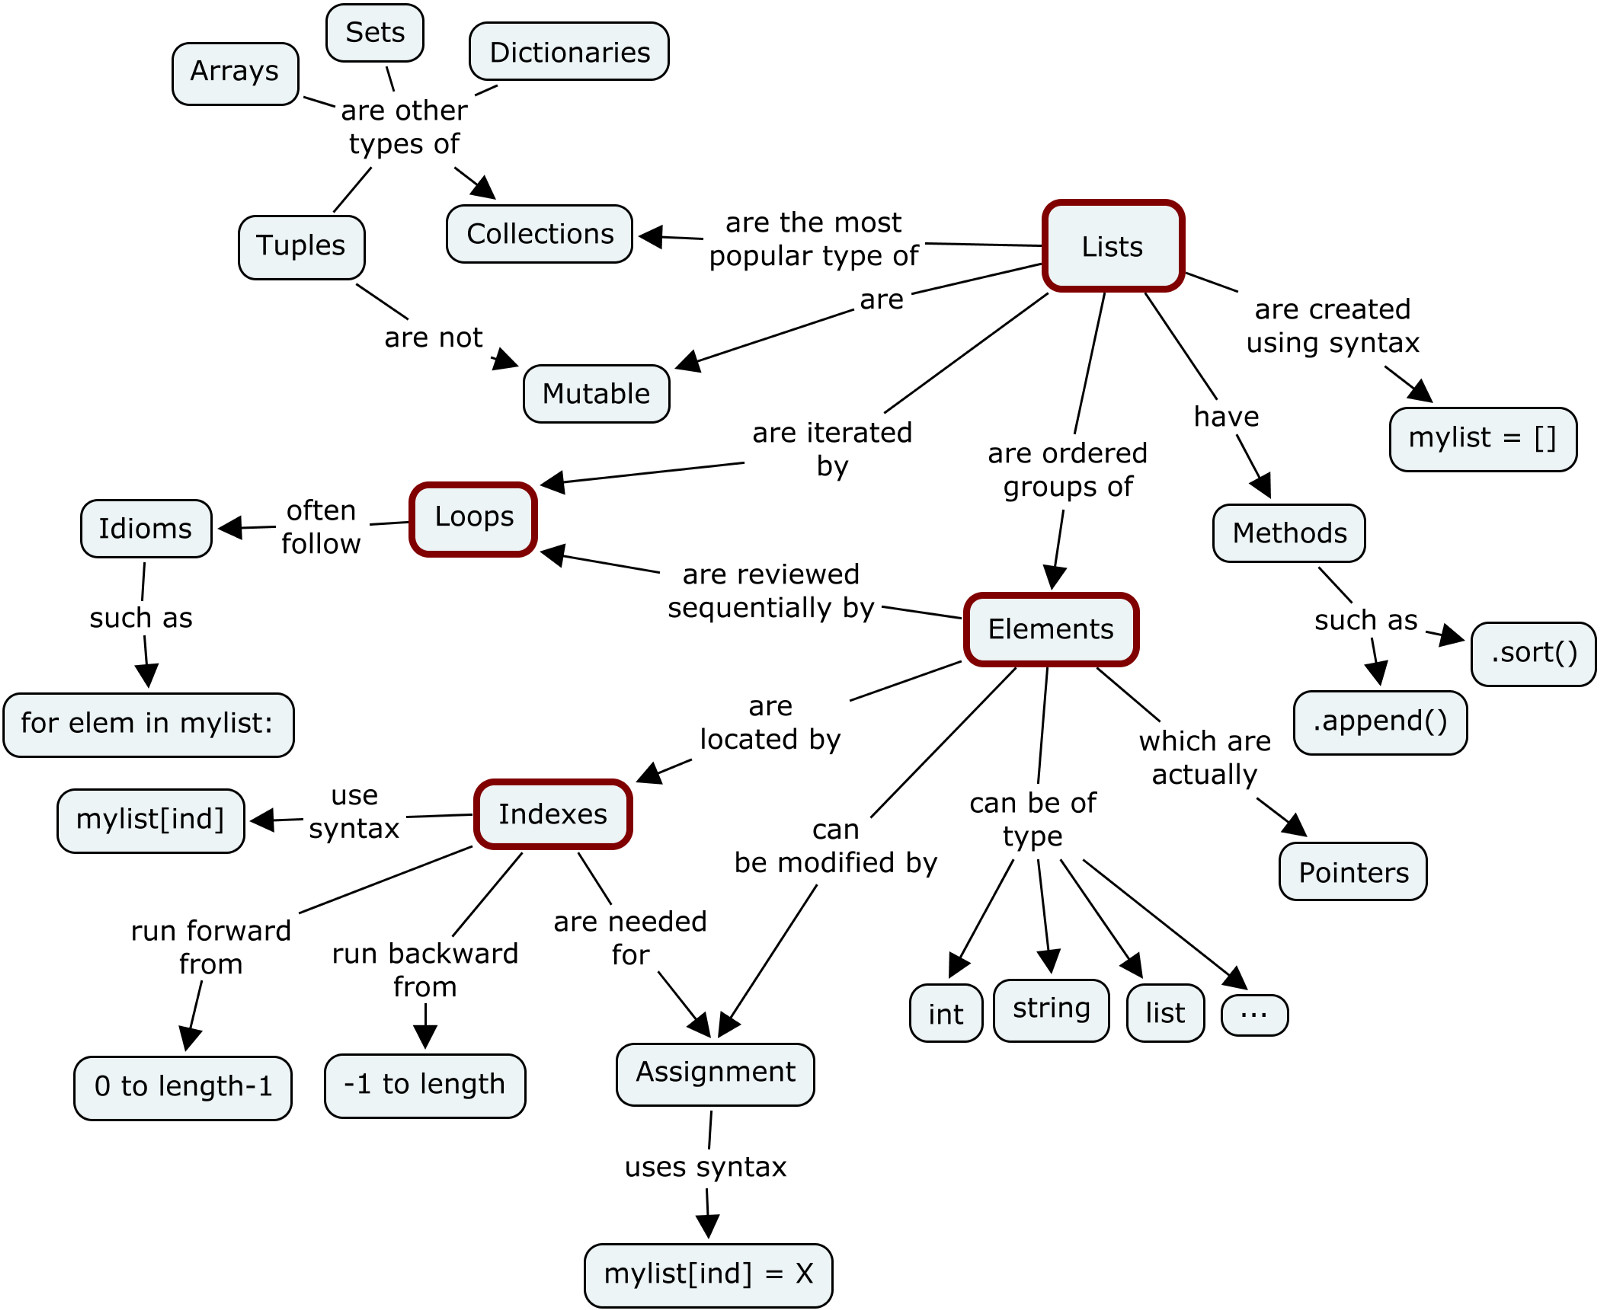 Sets
Dictionaries
Arrays
are other
types of
Tuples
Collections
are the most
popular type of
Lists
are
are not
Mutable
are created
using syntax
mylist = []
have
are iterated
by
are ordered
groups of
Loops
often
follow
Idioms
Methods
are reviewed
sequentially by
Elements
such as
such as
.sort()
.append()
for elem in mylist:
are
located by
which are
actually
use
syntax
mylist[ind]
Indexes
can
be modified by
can be of
type
Pointers
run forward
from
run backward
from
are needed
for
int
string
list
...
0 to length-1
-1 to length
Assignment
uses syntax
mylist[ind] = X